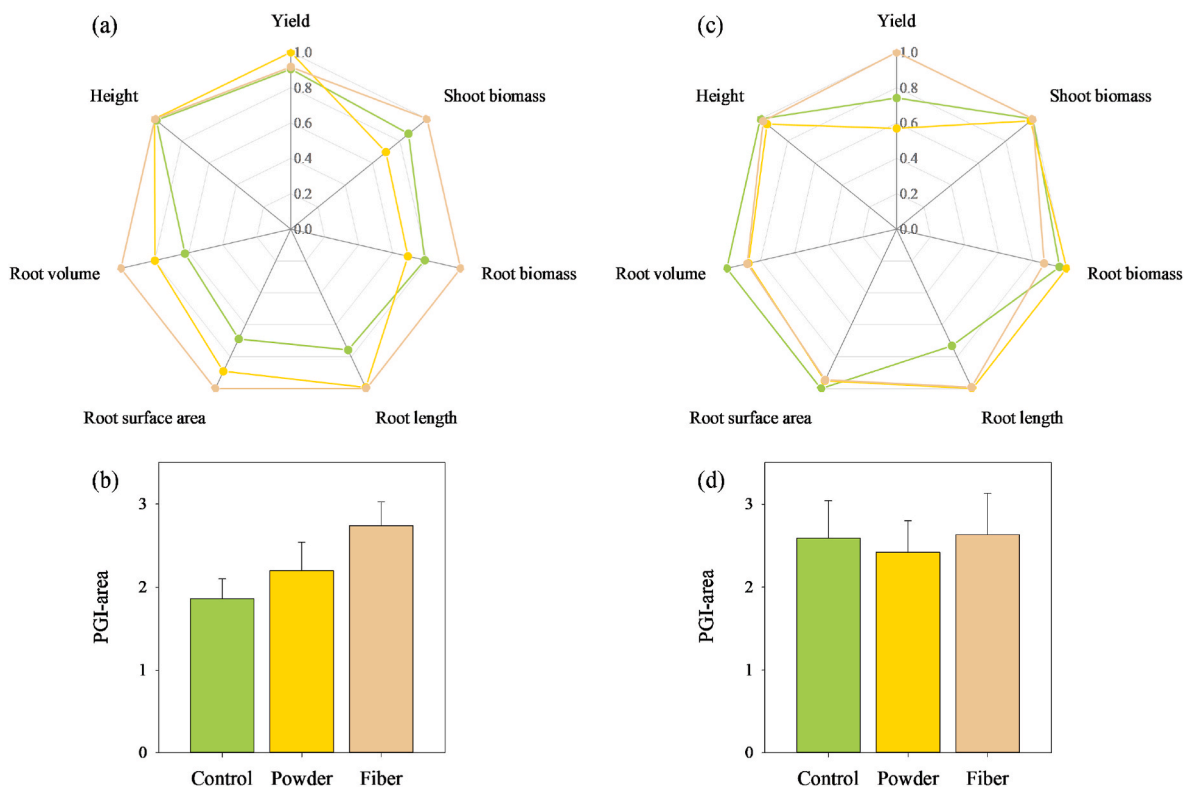 (a)
Yield
1.0
Height
0.8
Shoot biomass
0.6
0.4
0.2
0.0
Root volume
Root biomass
Root surface area
Root length
(c)
Yield
1.0
Height
0.8
Shoot biomass
0.6
0.4
0.2
0.0
Root volume
Root biomass
Root surface area
Root length
(b)
PGI-area
3
2
1
0
Control Powder Fiber
(d)
PGI-area
3
2
1
0
Control Powder Fiber